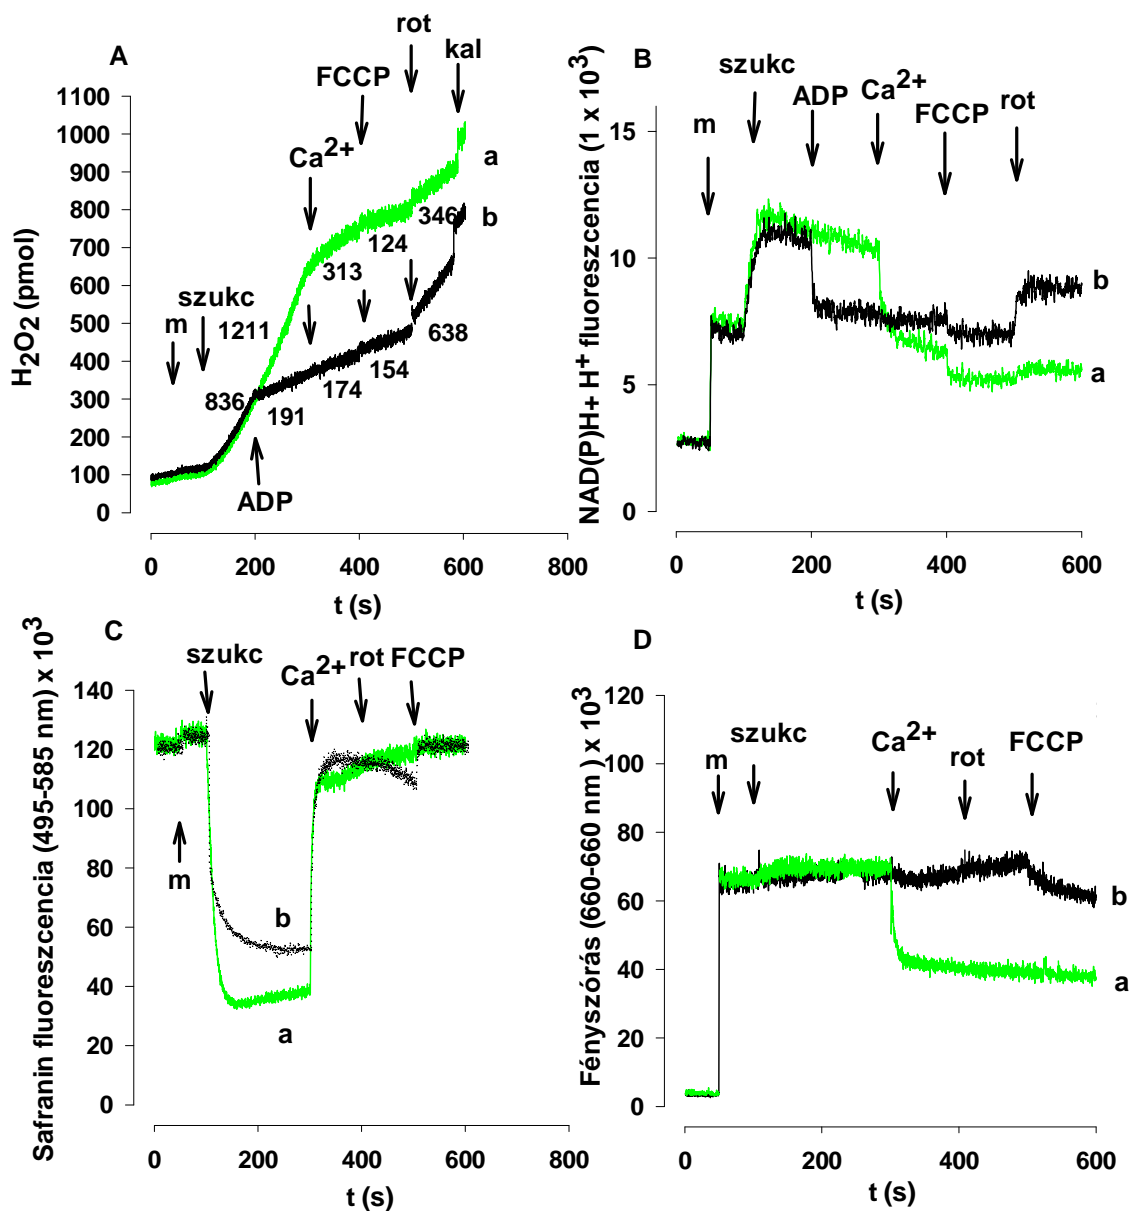 A
rot
kal
FCCP
Ca2+
szukc
m
ADP
a
b
1211
836
191
313
174
124
154
346
638
H2O2 (pmol)
1100
1000
900
800
700
600
500
400
300
200
100
0
0 200 400 600 800
t (s)
B
szukc
m
ADP
Ca2+
FCCP
rot
b
a
NAD(P)H+ H+ fluoreszcencia (1 x 10^3)
15
10
5
0
0 200 400 600
t (s)
C
szukc
Ca2+
rot
FCCP
m
b
a
Safranin fluoreszcencia (495-585 nm) x 10^3
140
120
100
80
60
40
20
0
0 200 400 600 800
t (s)
D
m
szukc
Ca2+
rot
FCCP
b
a
Fényszórás (660-660 nm ) x 10^3
120
100
80
60
40
20
0
0 200 400 600
t (s)